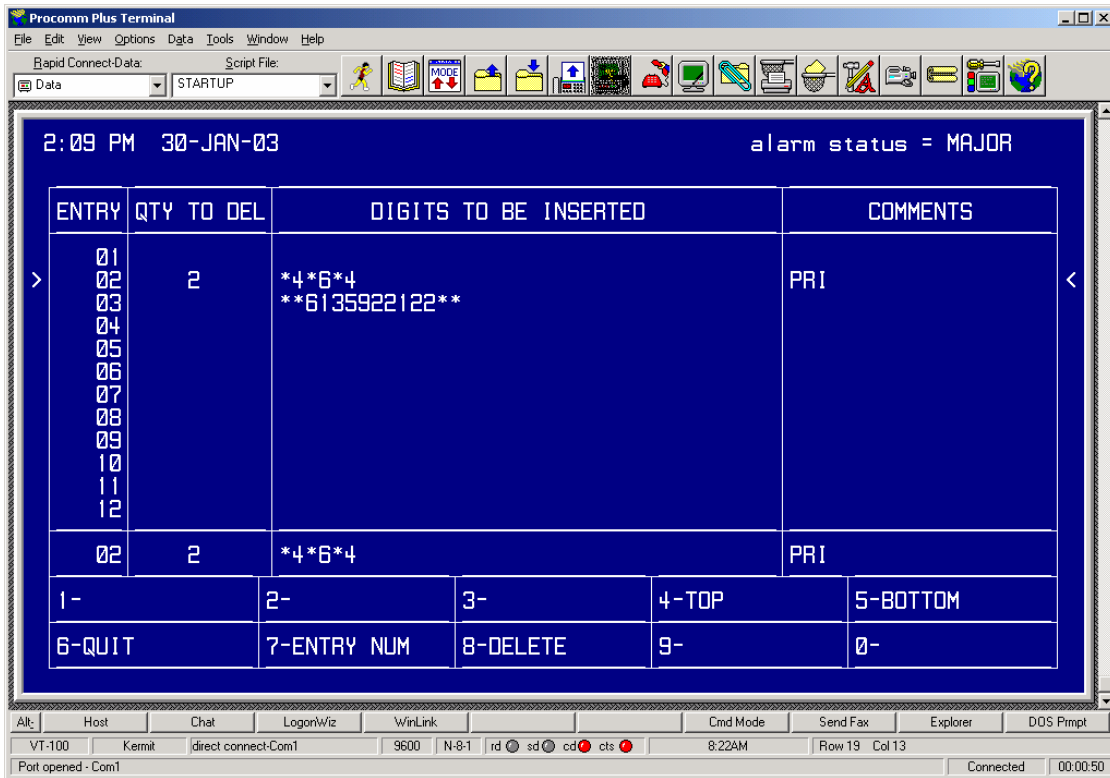 Procomm Plus Terminal
File Edit View Options Data Tools Window Help
Rapid Connect-Data: Script File:
Data STARTUP MODE
2:09 PM 30-JAN-03 alarm status = MAJOR
ENTRY QTY TO DEL DIGITS TO BE INSERTED COMMENTS
01
> 02 2 *4*6*4 PRI <
03 **6135922122**
04
05
06
07
08
09
10
11
12
02 2 *4*6*4 PRI
1- 2- 3- 4-TOP 5-BOTTOM
6-QUIT 7-ENTRY NUM 8-DELETE 9- 0-
Alt: Host Chat LogonWiz WinLink Cmd Mode Send Fax Explorer DOS Prmpt
VT-100 Kermit direct connect-Com1 9600 N-8-1 rd sd cd cts 8:22AM Row 19 Col 13
Port opened - Com1 Connected 00:00:50